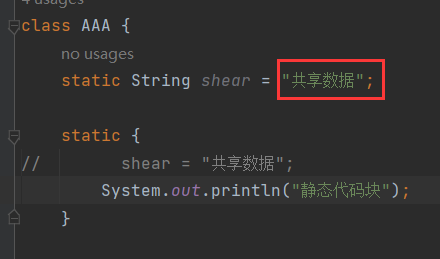 4 usages
class AAA {
no usages
static String shear = "共享数据";
static {
// shear = "共享数据";
System.out.println("静态代码块");
}